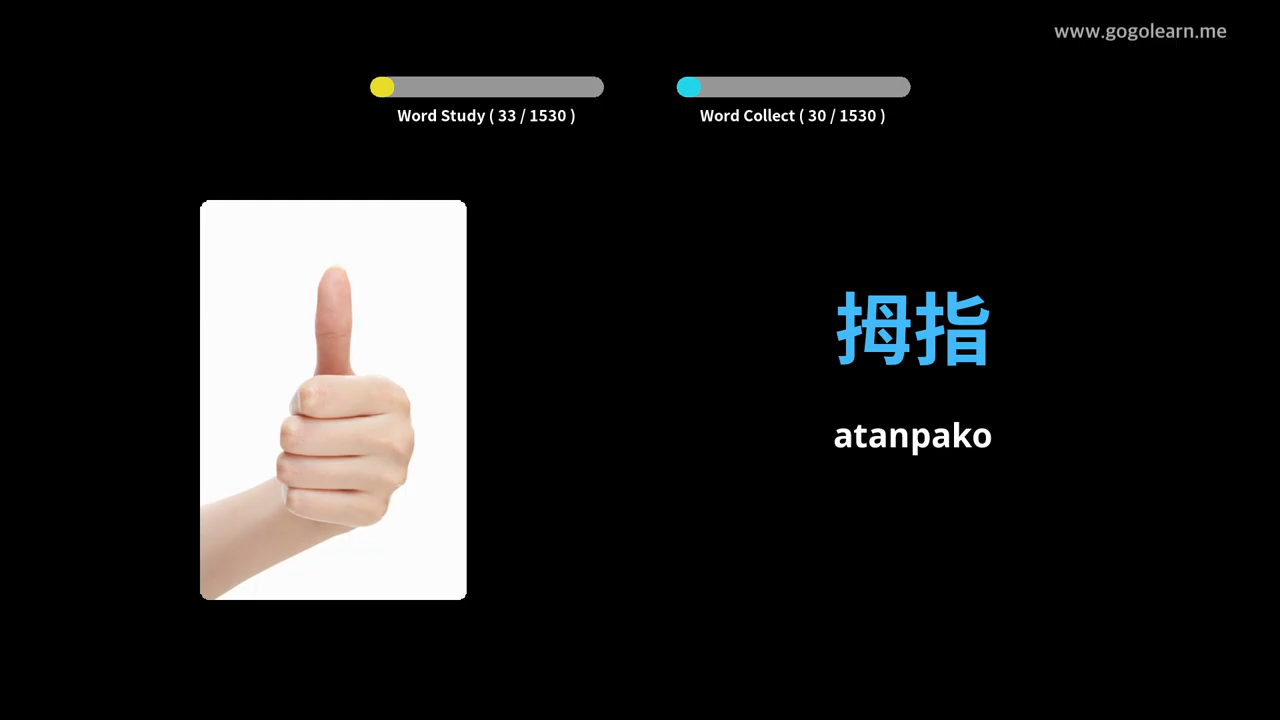 www.gogolearn.me
Word Study ( 33 / 1530 )
Word Collect ( 30 / 1530 )
拇指
atanpako